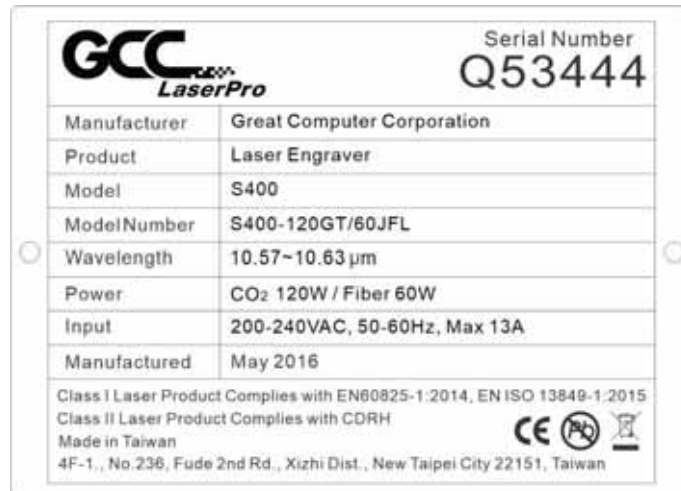 GCC
LaserPro
Serial Number
Q53444
Manufacturer Great Computer Corporation
Product Laser Engraver
Model S400
Model Number S400-120GT/60JFL
Wavelength 10.57~10.63 µm
Power CO2 120W / Fiber 60W
Input 200-240VAC, 50-60Hz, Max 13A
Manufactured May 2016
Class I Laser Product Complies with EN60825-1:2014, EN ISO 13849-1:2015
Class II Laser Product Complies with CDRH
Made in Taiwan
4F-1., No.236, Fude 2nd Rd., Xizhi Dist., New Taipei City 22151, Taiwan
CE
Pb